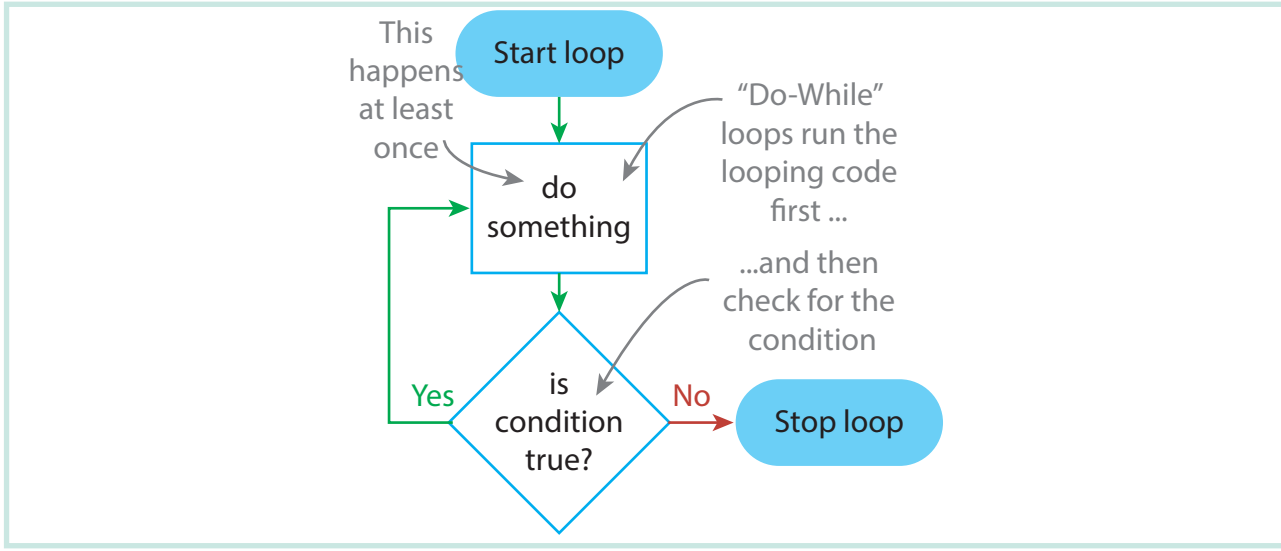 This
happens
at least
once
Start loop
“Do-While”
loops run the
looping code
first ...
do
something
...and then
check for the
condition
is
condition
true?
Yes
No
Stop loop